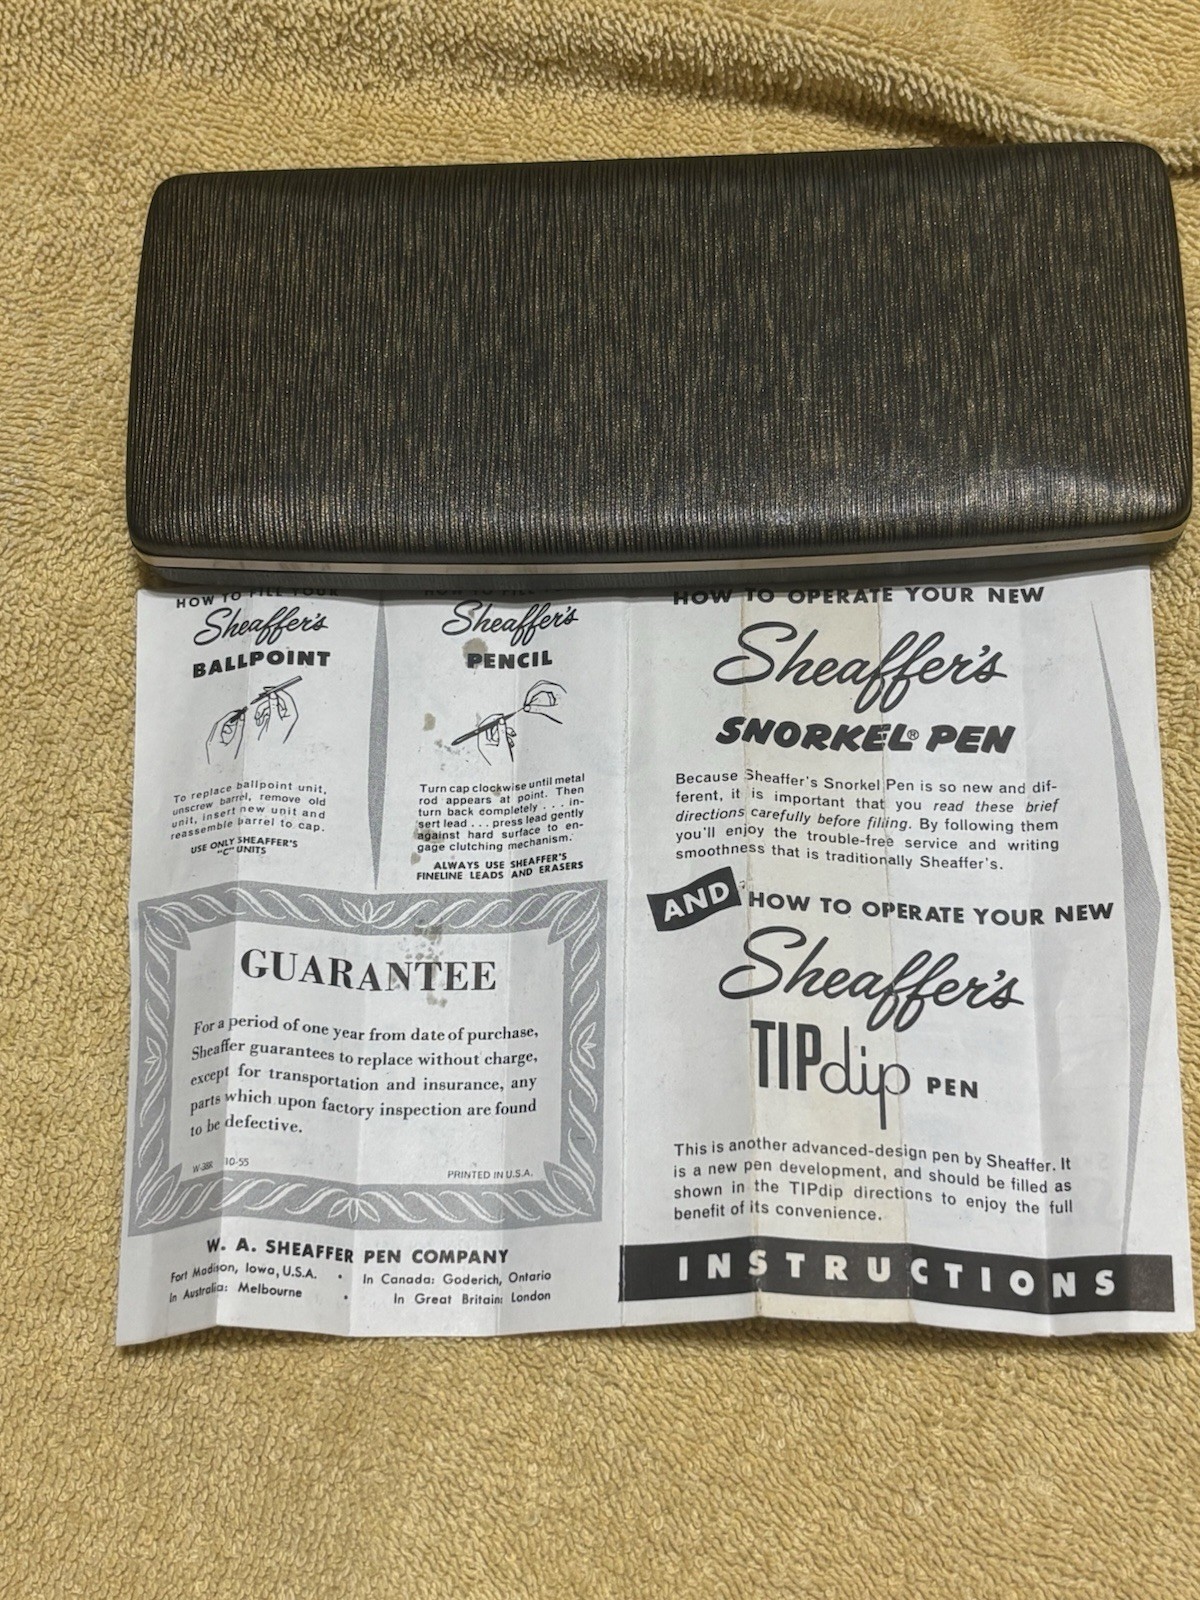 HOW TO FILL YOUR
Sheaffer's
BALLPOINT
To replace ballpoint unit,
unscrew barrel, remove old
unit, insert new unit and
reassemble barrel to cap.
USE ONLY SHEAFFER'S
"C" UNITS
HOW TO FILL
Sheaffer's
PENCIL
Turn cap clockwise until metal
rod appears at point. Then
turn back completely . . . in-
sert lead . . . press lead gently
against hard surface to en-
gage clutching mechanism.
ALWAYS USE SHEAFFER'S
FINELINE LEADS AND ERASERS
GUARANTEE
For a period of one year from date of purchase,
Sheaffer guarantees to replace without charge,
except for transportation and insurance, any
parts which upon factory inspection are found
to be defective.
10-55
PRINTED IN U.S.A.
W. A. SHEAFFER PEN COMPANY
Fort Madison, Iowa, U.S.A. • In Canada: Goderich, Ontario
In Australia: Melbourne • In Great Britain: London
HOW TO OPERATE YOUR NEW
Sheaffer's
SNORKEL® PEN
Because Sheaffer's Snorkel Pen is so new and dif-
ferent, it is important that you read these brief
directions carefully before filling. By following them
you'll enjoy the trouble-free service and writing
smoothness that is traditionally Sheaffer's.
AND HOW TO OPERATE YOUR NEW
Sheaffer's
TIPdip PEN
This is another advanced-design pen by Sheaffer. It
is a new pen development, and should be filled as
shown in the TIPdip directions to enjoy the full
benefit of its convenience.
INSTRUCTIONS